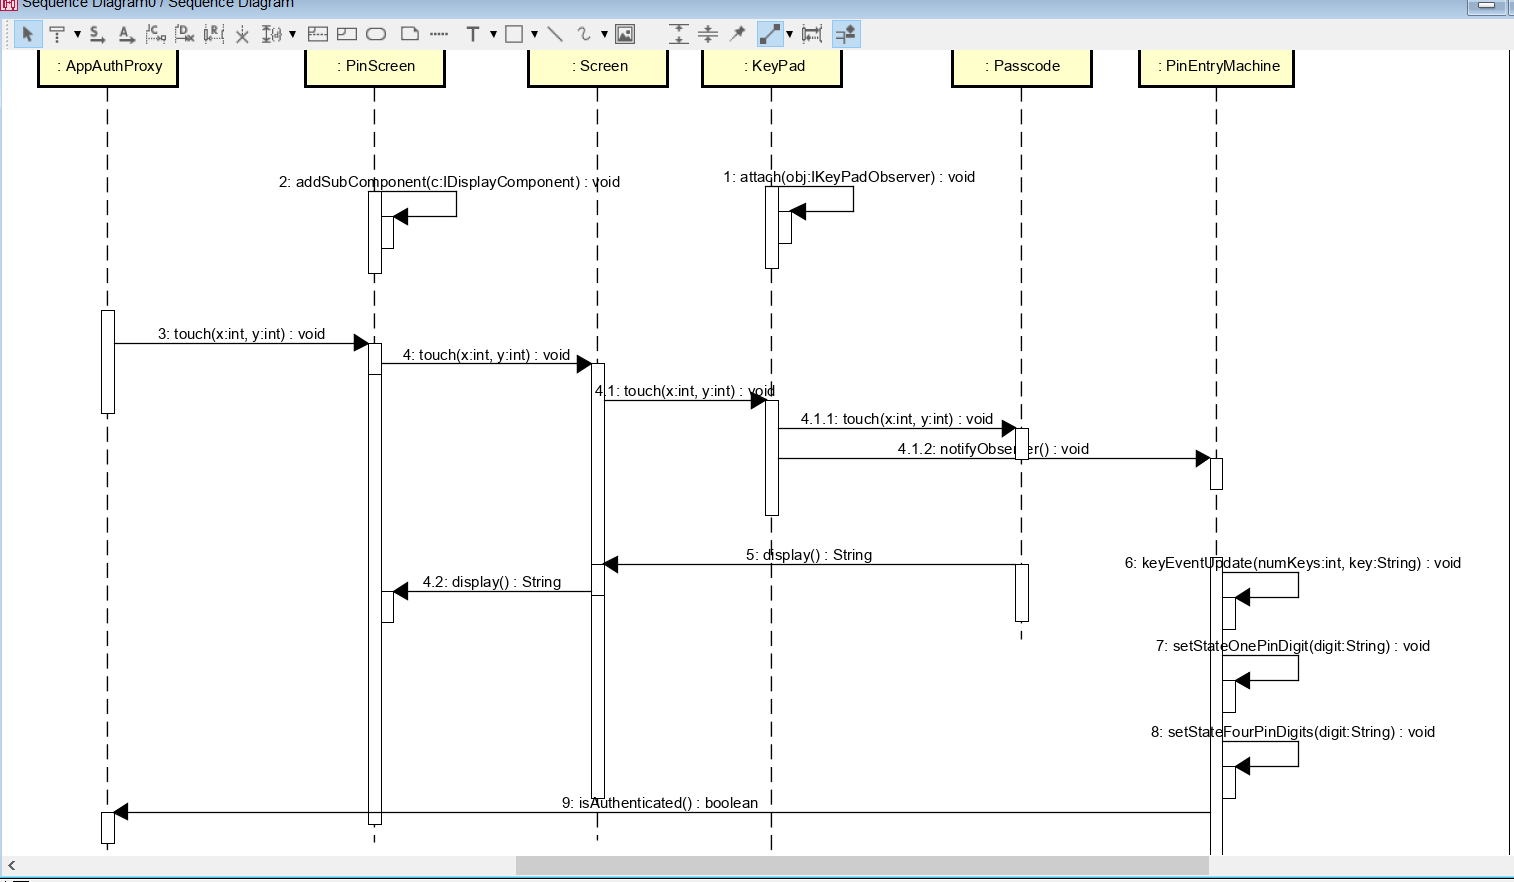 Sequence Diagram0 / Sequence Diagram
: AppAuthProxy
: PinScreen
: Screen
: KeyPad
: Passcode
: PinEntryMachine
1: attach(obj:IKeyPadObserver) : void
2: addSubComponent(c:IDisplayComponent) : void
3: touch(x:int, y:int) : void
4: touch(x:int, y:int) : void
4.1: touch(x:int, y:int) : void
4.1.1: touch(x:int, y:int) : void
4.1.2: notifyObserver() : void
5: display() : String
6: keyEventUpdate(numKeys:int, key:String) : void
4.2: display() : String
7: setStateOnePinDigit(digit:String) : void
8: setStateFourPinDigits(digit:String) : void
9: isAuthenticated() : boolean